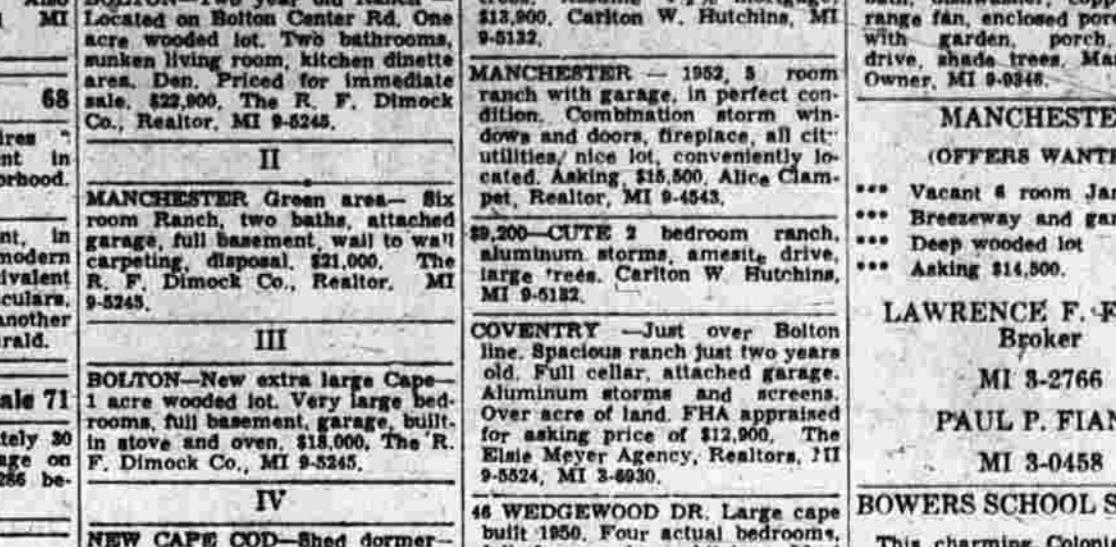 MI
68
ires
nt in
orhood.
nt, in
modern
ivalent
culars.
another
rald.
ale 71
tely 30
age on
286 be-
Located on Bolton Center Rd. One
acre wooded lot. Two bathrooms,
sunken living room, kitchen dinette
area. Den. Priced for immediate
sale. $22,900. The R. F. Dimock
Co., Realtor, MI 9-5245.
II
MANCHESTER Green area— Six
room Ranch, two baths, attached
garage, full basement, wall to wall
carpeting, disposal. $21,000. The
R. F. Dimock Co., Realtor. MI
9-5245.
III
BOLTON—New extra large Cape—
1 acre wooded lot. Very large bed-
rooms, full basement, garage, built-
in stove and oven. $18,000. The R.
F. Dimock Co., MI 9-5245.
IV
NEW CAPE COD—Shed dormer—
$13,900. Carlton W. Hutchins, MI
9-5132.
MANCHESTER — 1952, 5 room
ranch with garage, in perfect con-
dition. Combination storm win-
dows and doors, fireplace, all cit
utilities, nice lot, conveniently lo-
cated. Asking $15,500. Alice Clam-
pet, Realtor, MI 9-4543.
$9,200—CUTE 2 bedroom ranch,
aluminum storms, amesite drive,
large trees. Carlton W Hutchins,
MI 9-5132.
COVENTRY —Just over Bolton
line. Spacious ranch just two years
old. Full cellar, attached garage.
Aluminum storms and screens.
Over acre of land. FHA appraised
for asking price of $12,900. The
Elsie Meyer Agency, Realtors, MI
9-5524, MI 3-6930.
46 WEDGEWOOD DR. Large cape
built 1950. Four actual bedrooms,
range fan, enclosed por
with garden, porch,
drive, shade trees. Ma
Owner, MI 9-0348.
MANCHESTE
(OFFERS WANT
*** Vacant 6 room Ja
*** Breezeway and ga
*** Deep wooded lot
*** Asking $14,500.
LAWRENCE F.
Broker
MI 3-2766
PAUL P. FIAN
MI 3-0458
BOWERS SCHOOL S
This charming Coloni